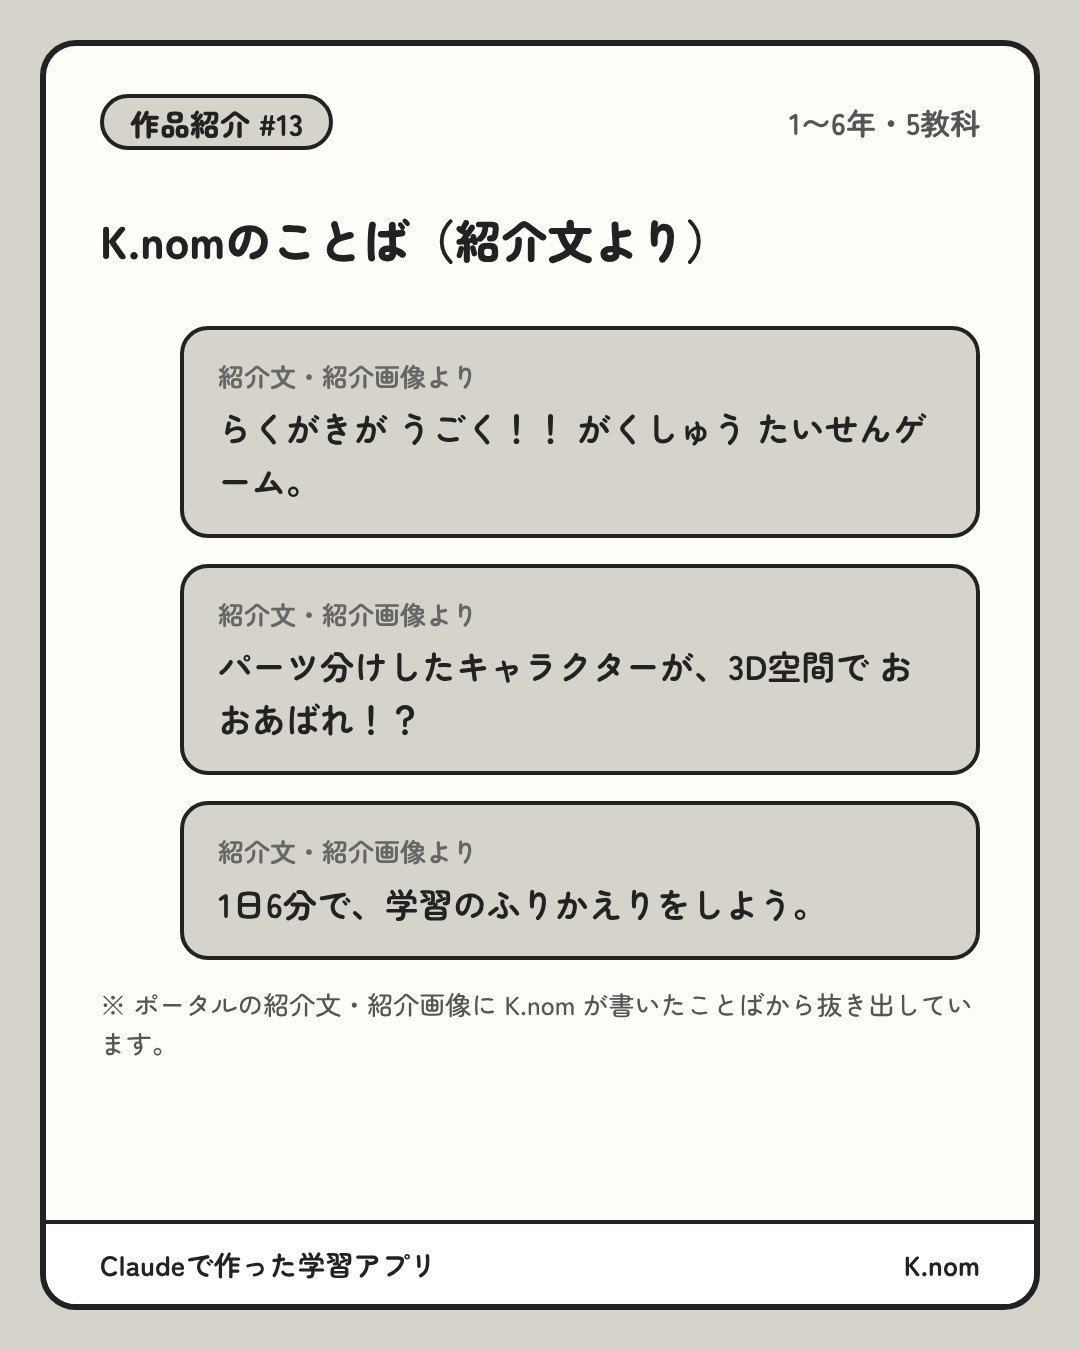 作品紹介 #13
1〜6年・5教科
K.nomのことば（紹介文より）
紹介文・紹介画像より
らくがきが うごく！！ がくしゅう たいせんゲ
ーム。
紹介文・紹介画像より
パーツ分けしたキャラクターが、3D空間で お
おあばれ！？
紹介文・紹介画像より
1日6分で、学習のふりかえりをしよう。
※ ポータルの紹介文・紹介画像に K.nom が書いたことばから抜き出してい
ます。
Claudeで作った学習アプリ
K.nom